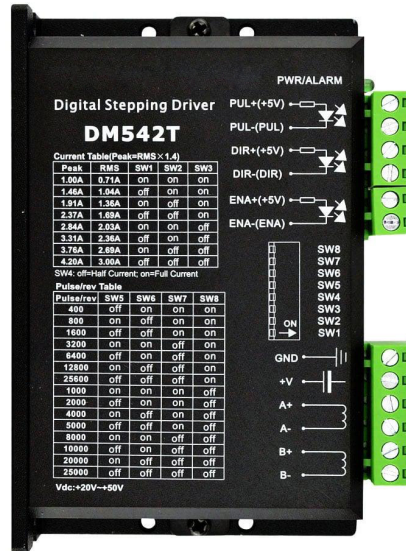 PWR/ALARM
Digital Stepping Driver
DM542T
Current Table(Peak=RMS×1.4)
Peak RMS SW1 SW2 SW3
1.00A 0.71A on on on
1.46A 1.04A off on on
1.91A 1.36A on off on
2.37A 1.69A off off on
2.84A 2.03A on on off
3.31A 2.36A off on off
3.76A 2.69A on off off
4.20A 3.00A off off off
SW4: off=Half Current; on=Full Current
Pulse/rev Table
Pulse/rev SW5 SW6 SW7 SW8
400 off on on on
800 on off on on
1600 off off on on
3200 on on off on
6400 off on off on
12800 on off off on
25600 off off off on
1000 on on on off
2000 off on on off
4000 on off on off
5000 off off on off
8000 on on off off
10000 off on off off
20000 on off off off
25000 off off off off
Vdc:+20V~+50V
PUL+(+5V)
PUL-(PUL)
DIR+(+5V)
DIR-(DIR)
ENA+(+5V)
ENA-(ENA)
SW8
SW7
SW6
SW5
SW4
SW3
SW2
SW1
ON
GND
+V
A+
A-
B+
B-